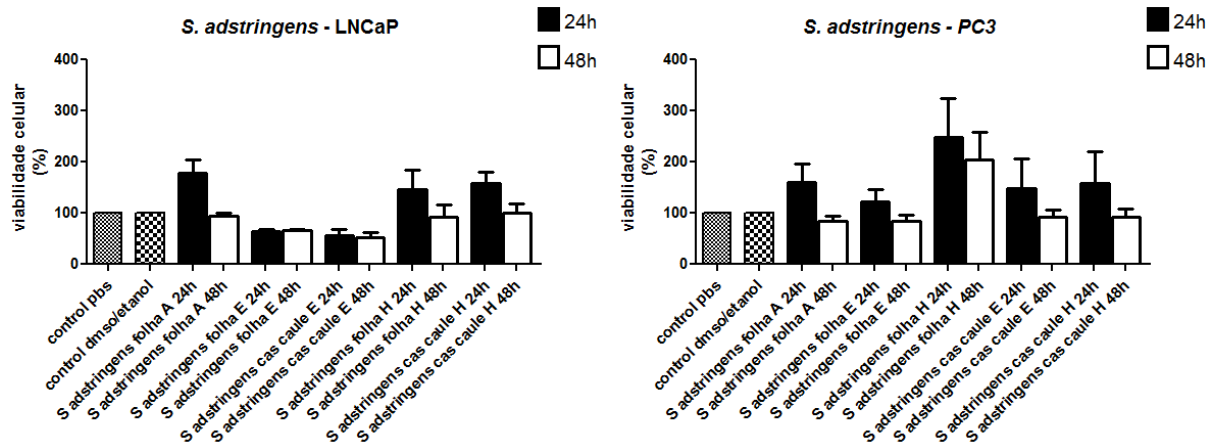 S. adstringens - LNCaP
24h
48h
viabilidade celular
(%)
400
300
200
100
0
control pbs
control dmso/etanol
S adstringens folha A 24h
S adstringens folha A 48h
S adstringens folha E 24h
S adstringens folha E 48h
S adstringens cas caule E 24h
S adstringens cas caule E 48h
S adstringens folha H 24h
S adstringens folha H 48h
S adstringens cas caule H 24h
S adstringens cas caule H 48h
S. adstringens - PC3
24h
48h
viabilidade celular
(%)
400
300
200
100
0
control pbs
control dmso/etanol
S adstringens folha A 24h
S adstringens folha A 48h
S adstringens folha E 24h
S adstringens folha E 48h
S adstringens folha H 24h
S adstringens folha H 48h
S adstringens cas caule E 24h
S adstringens cas caule E 48h
S adstringens cas caule H 24h
S adstringens cas caule H 48h